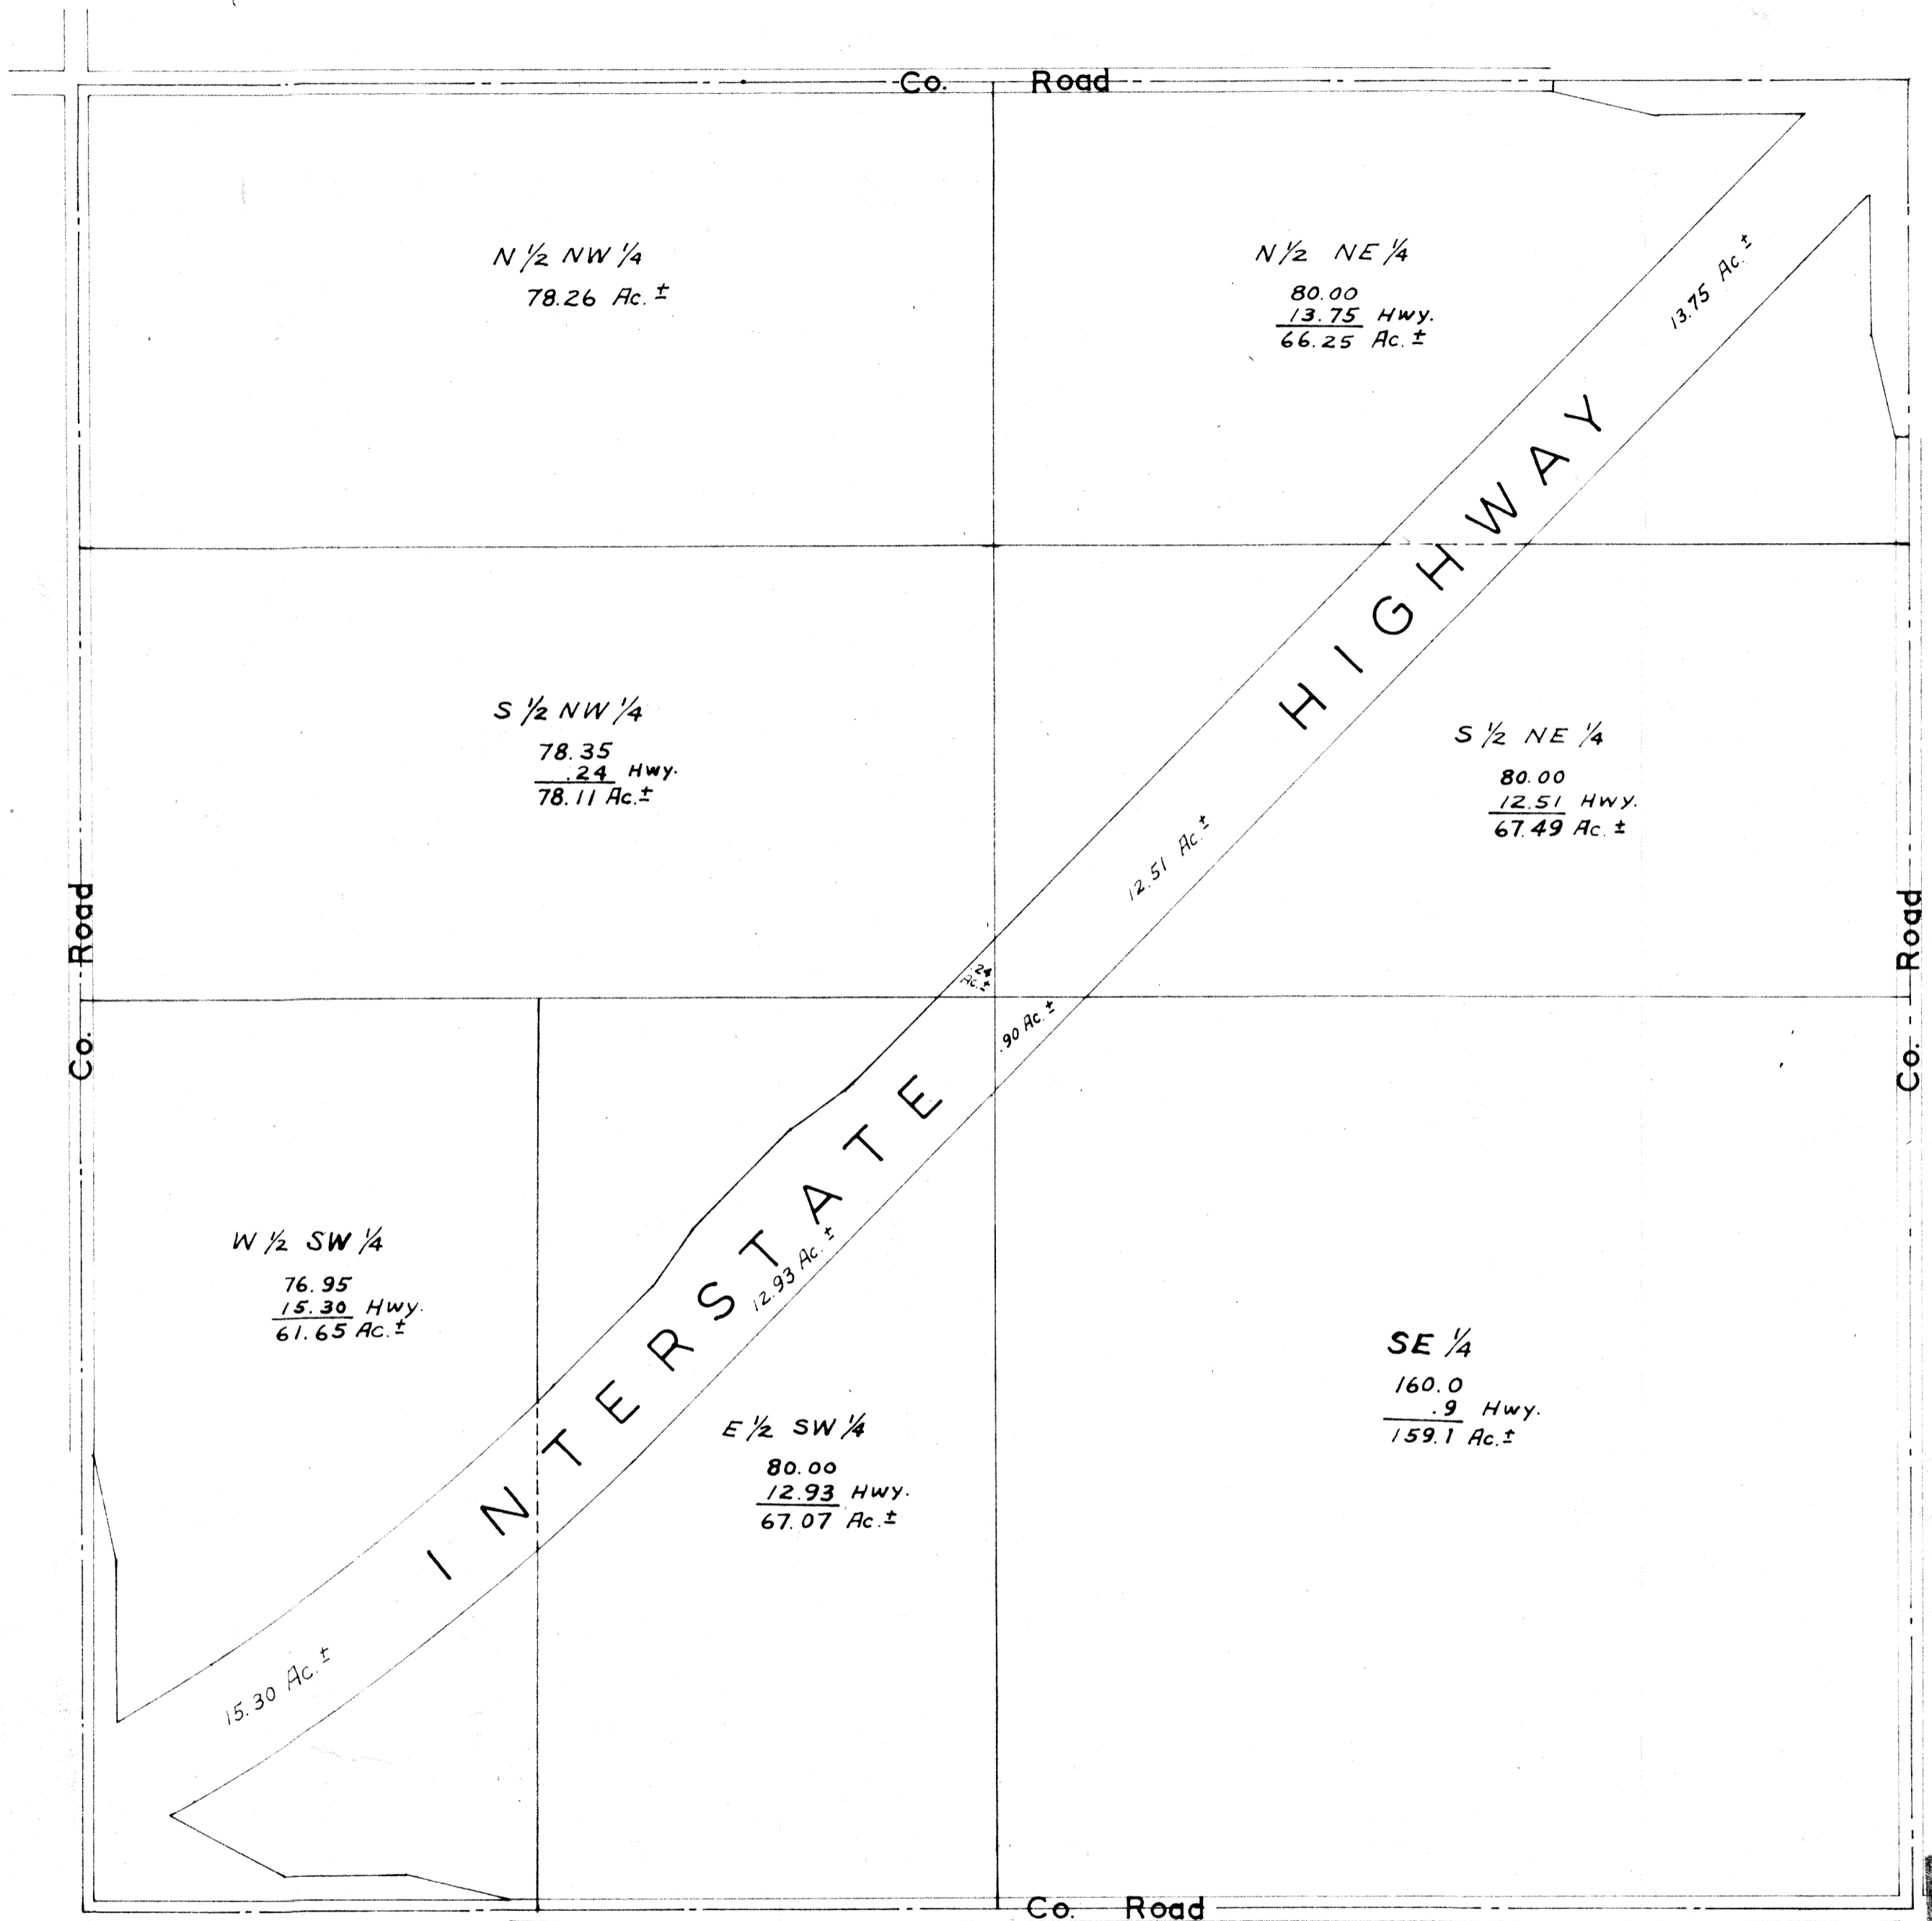 Co. Road
N 1/2 NW 1/4
78.26 Ac. ±
N 1/2 NE 1/4
80.00
13.75 Hwy.
66.25 Ac. ±
13.75 Ac. ±
S 1/2 NW 1/4
78.35
.24 Hwy.
78.11 Ac. ±
S 1/2 NE 1/4
80.00
12.51 Hwy.
67.49 Ac. ±
12.51 Ac. ±
INTERSTATE HIGHWAY
Co. Road
Co. Road
.24
Ac. ±
.90 Ac. ±
W 1/2 SW 1/4
76.95
15.30 Hwy.
61.65 Ac. ±
12.93 Ac. ±
E 1/2 SW 1/4
80.00
12.93 Hwy.
67.07 Ac. ±
SE 1/4
160.0
.9 Hwy.
159.1 Ac. ±
15.30 Ac. ±
Co. Road